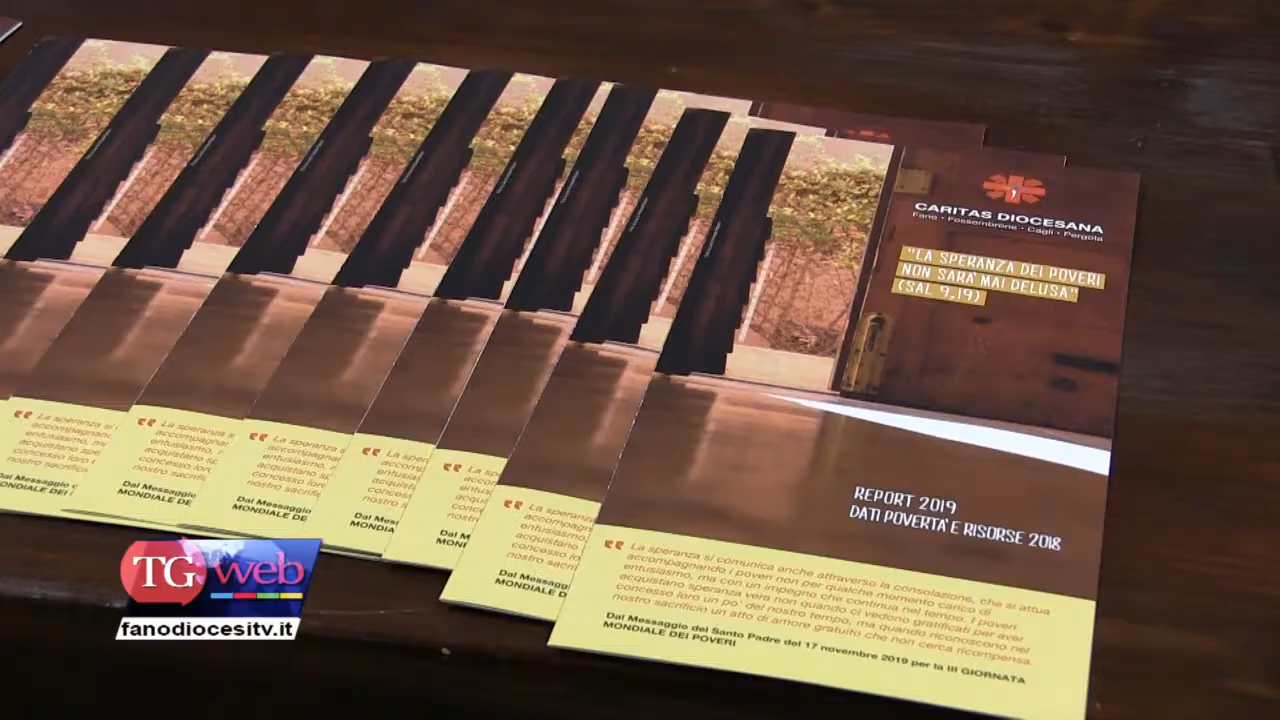 CARITAS DIOCESANA
Fano • Fossombrone • Cagli • Pergola
"LA SPERANZA DEI POVERI
NON SARA' MAI DELUSA"
(SAL 9,19)
REPORT 2019
DATI POVERTA' E RISORSE 2018
La speranza si comunica anche attraverso la consolazione, che si attua
accompagnando i poveri non per qualche momento carico di
entusiasmo, ma con un impegno che continua nel tempo. I poveri
acquistano speranza vera non quando ci vedono gratificati per aver
concesso loro un po' del nostro tempo, ma quando riconoscono nel
nostro sacrificio un atto di amore gratuito che non cerca ricompensa.
Dal Messaggio del Santo Padre del 17 novembre 2019 per la III GIORNATA
MONDIALE DEI POVERI
TG web
fanodiocesitv.it